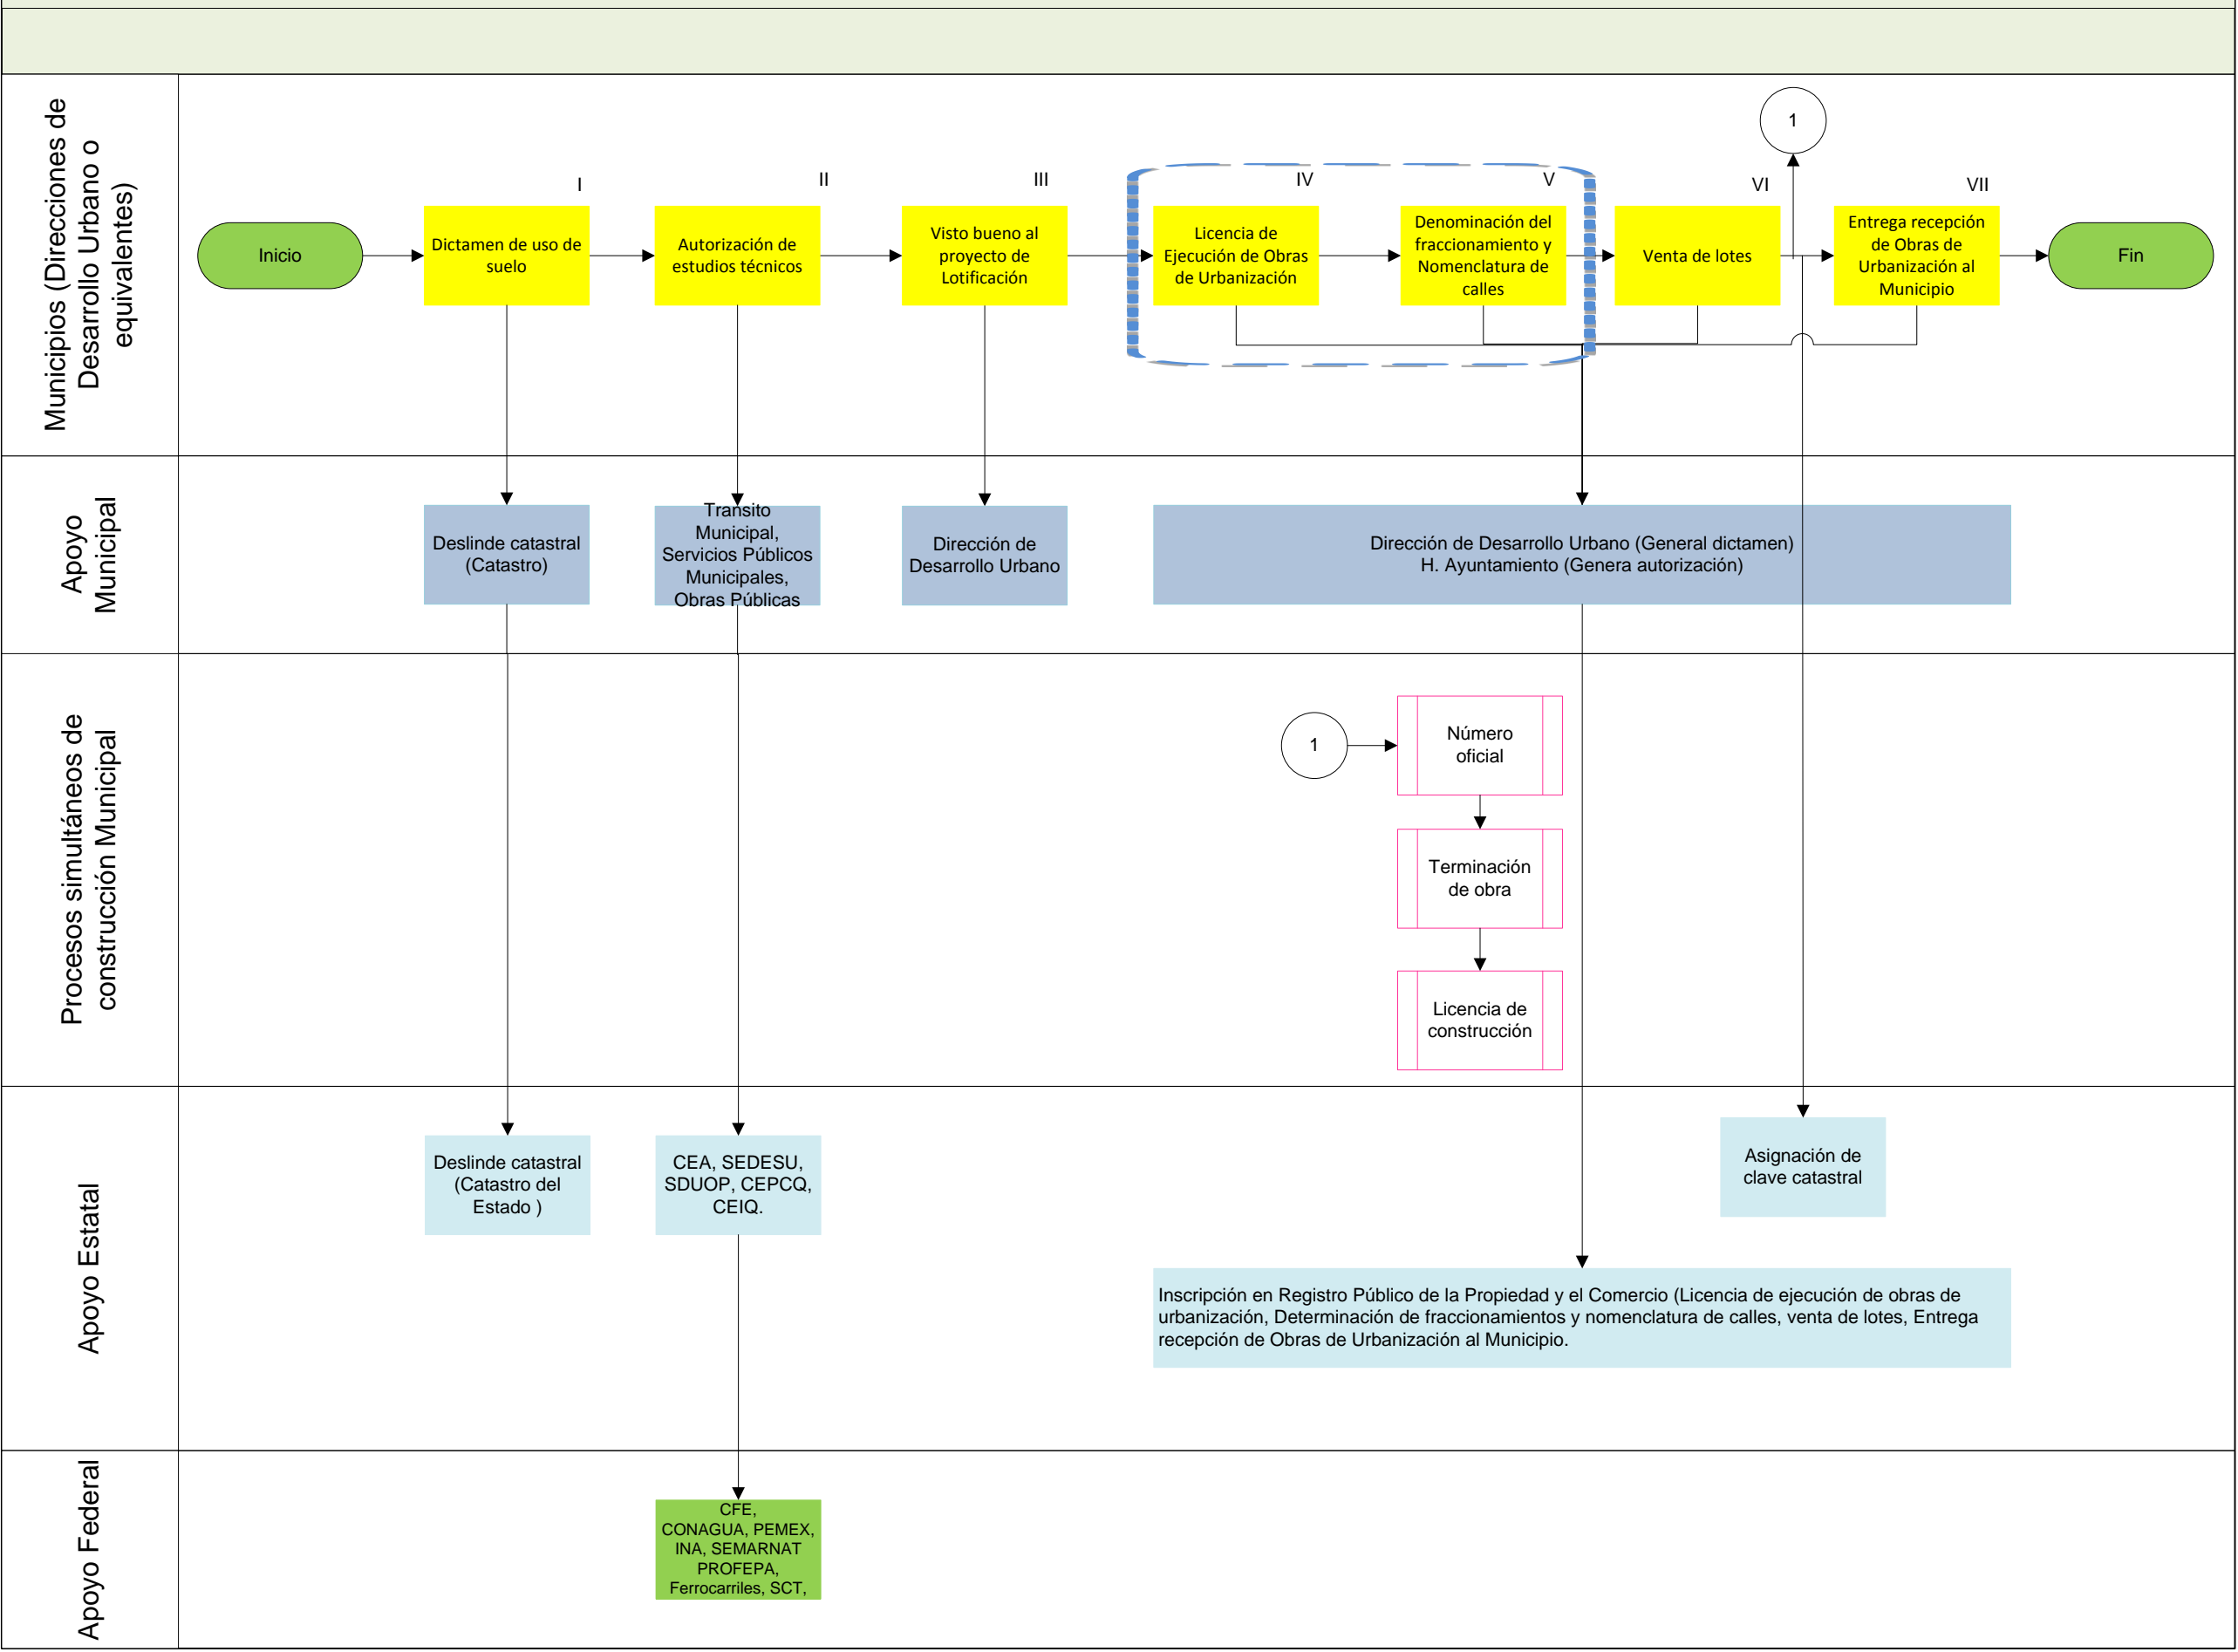 Municipios (Direcciones de
Desarrollo Urbano o
equivalentes)
1
I
II
III
IV
V
VI
VII
Inicio
Dictamen de uso de
suelo
Autorización de
estudios técnicos
Visto bueno al
proyecto de
Lotificación
Licencia de
Ejecución de Obras
de Urbanización
Denominación del
fraccionamiento y
Nomenclatura de
calles
Venta de lotes
Entrega recepción
de Obras de
Urbanización al
Municipio
Fin
Apoyo
Municipal
Deslinde catastral
(Catastro)
Transito
Municipal,
Servicios Públicos
Municipales,
Obras Públicas
Dirección de
Desarrollo Urbano
Dirección de Desarrollo Urbano (General dictamen)
H. Ayuntamiento (Genera autorización)
Procesos simultáneos de
construcción Municipal
1
Número
oficial
Terminación
de obra
Licencia de
construcción
Apoyo Estatal
Deslinde catastral
(Catastro del
Estado )
CEA, SEDESU,
SDUOP, CEPCQ,
CEIQ.
Asignación de
clave catastral
Inscripción en Registro Público de la Propiedad y el Comercio (Licencia de ejecución de obras de
urbanización, Determinación de fraccionamientos y nomenclatura de calles, venta de lotes, Entrega
recepción de Obras de Urbanización al Municipio.
Apoyo Federal
CFE,
CONAGUA, PEMEX,
INA, SEMARNAT
PROFEPA,
Ferrocarriles, SCT,